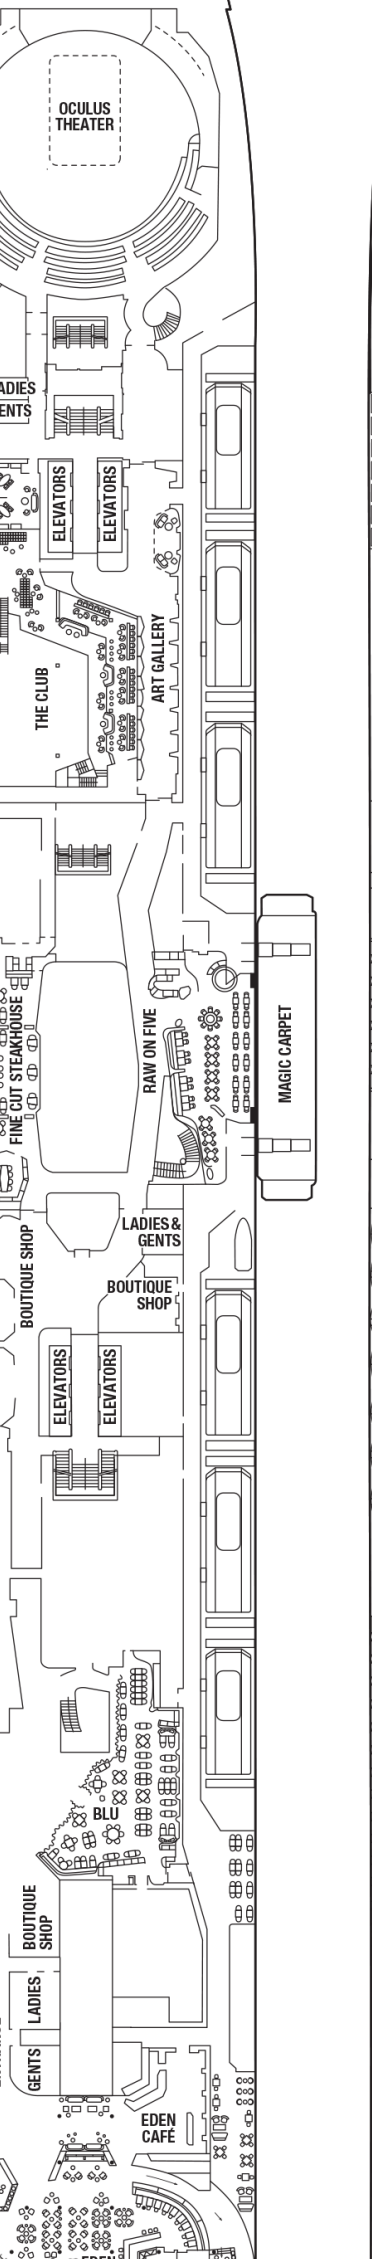 OCULUS
THEATER
ADIES
ENTS
ELEVATORS
ELEVATORS
ART GALLERY
THE CLUB
FINE CUT STEAKHOUSE
RAW ON FIVE
MAGIC CARPET
LADIES &
GENTS
BOUTIQUE SHOP
BOUTIQUE
SHOP
ELEVATORS
ELEVATORS
BLU
BOUTIQUE
SHOP
LADIES
GENTS
EDEN
CAFÉ
EDEN